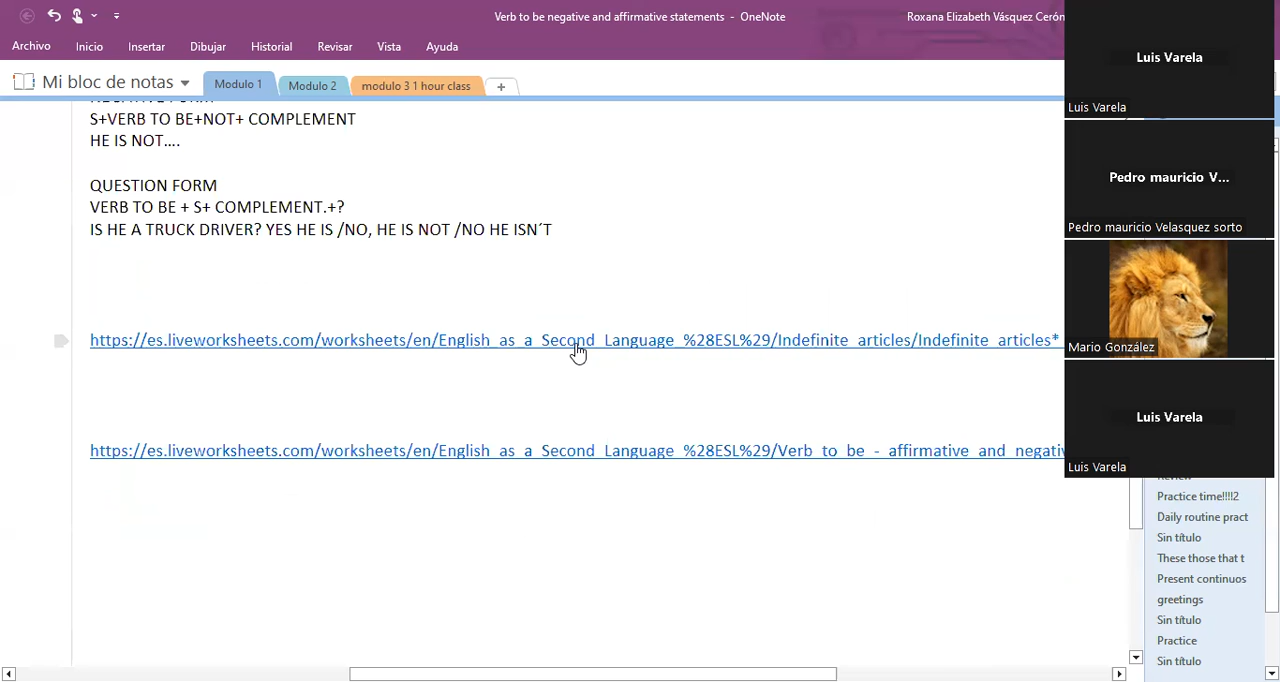 Verb to be negative and affirmative statements - OneNote
Roxana Elizabeth Vásquez Cerón
Archivo
Inicio
Insertar
Dibujar
Historial
Revisar
Vista
Ayuda
Mi bloc de notas
Modulo 1
Modulo 2
modulo 3 1 hour class
S+VERB TO BE+NOT+ COMPLEMENT
HE IS NOT....
QUESTION FORM
VERB TO BE + S+ COMPLEMENT.+?
IS HE A TRUCK DRIVER? YES HE IS /NO, HE IS NOT /NO HE ISN´T
https://es.liveworksheets.com/worksheets/en/English_as_a_Second_Language_%28ESL%29/Indefinite_articles/Indefinite_articles*
https://es.liveworksheets.com/worksheets/en/English_as_a_Second_Language_%28ESL%29/Verb_to_be_-_affirmative_and_negativ
Luis Varela
Luis Varela
Pedro mauricio V...
Pedro mauricio Velasquez sorto
Mario González
Luis Varela
Luis Varela
Practice time!!!!2
Daily routine pract
Sin título
These those that t
Present continuos
greetings
Sin título
Practice
Sin título